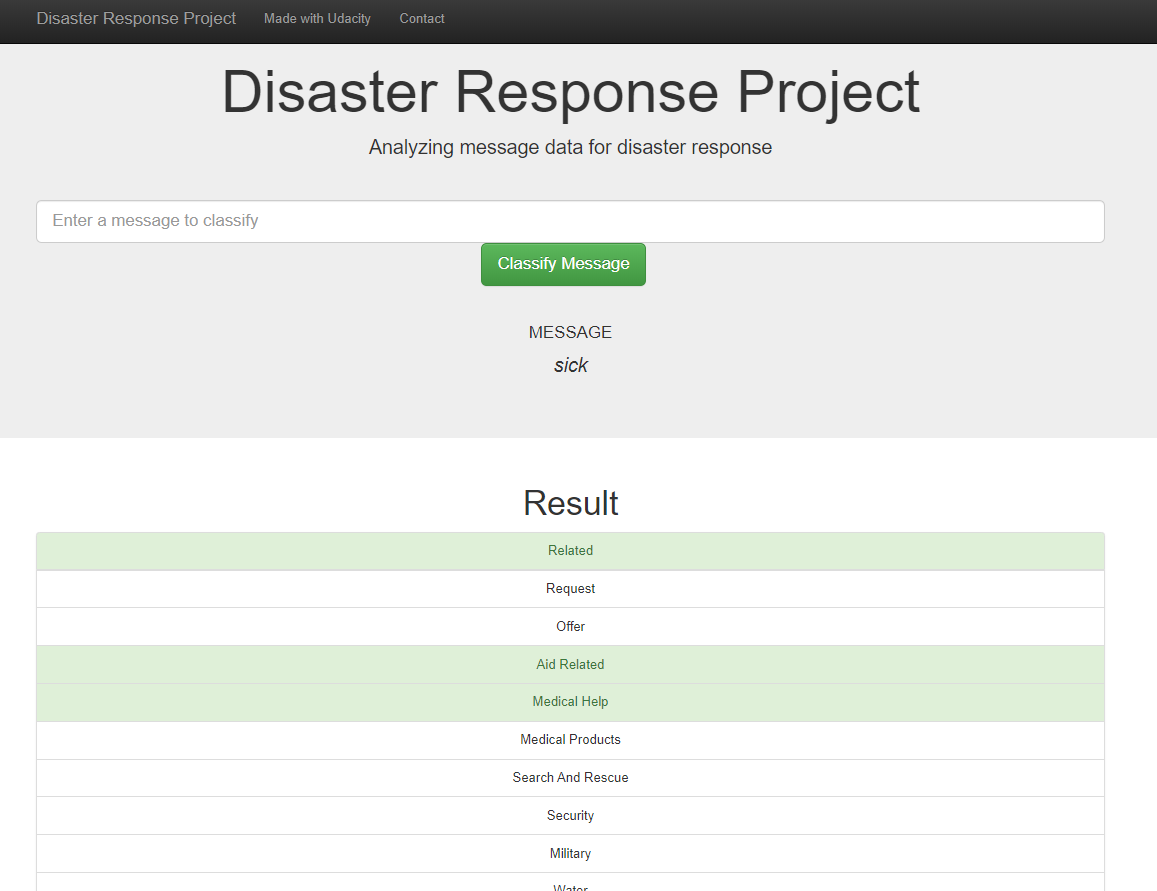 Disaster Response Project Made with Udacity Contact
Disaster Response Project
Analyzing message data for disaster response
Enter a message to classify
Classify Message
MESSAGE
sick
Result
Related
Request
Offer
Aid Related
Medical Help
Medical Products
Search And Rescue
Security
Military
Water